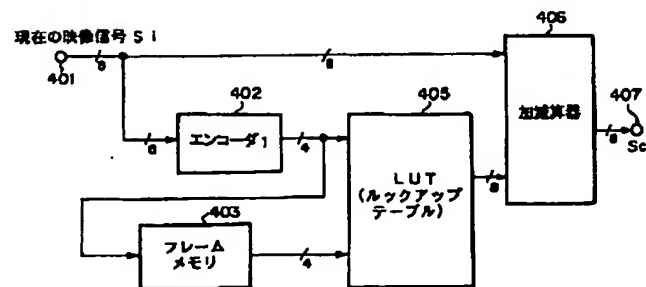 現在の映像信号 Si
401
8
8
402
エンコーダ1
8
4
403
フレーム
メモリ
4
405
LUT
(ルックアップ
テーブル)
8
406
加減算器
8
407
Sc